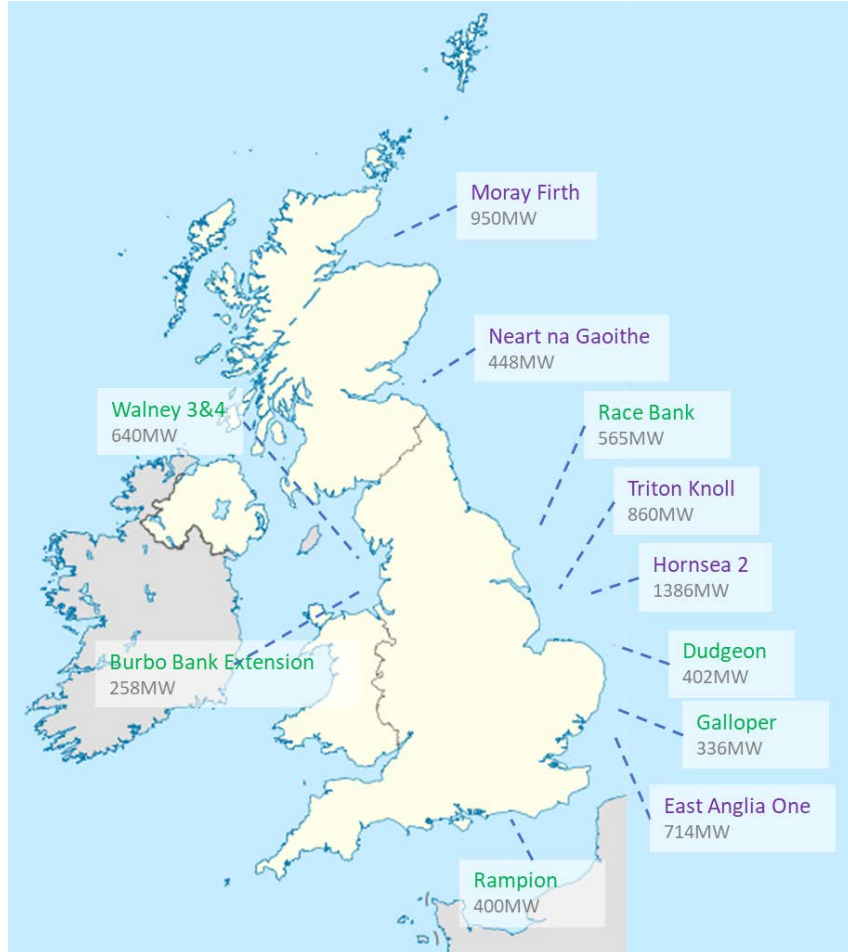 Moray Firth
950MW
Neart na Gaoithe
448MW
Walney 3&4
640MW
Race Bank
565MW
Triton Knoll
860MW
Hornsea 2
1386MW
Dudgeon
402MW
Burbo Bank Extension
258MW
Galloper
336MW
East Anglia One
714MW
Rampion
400MW